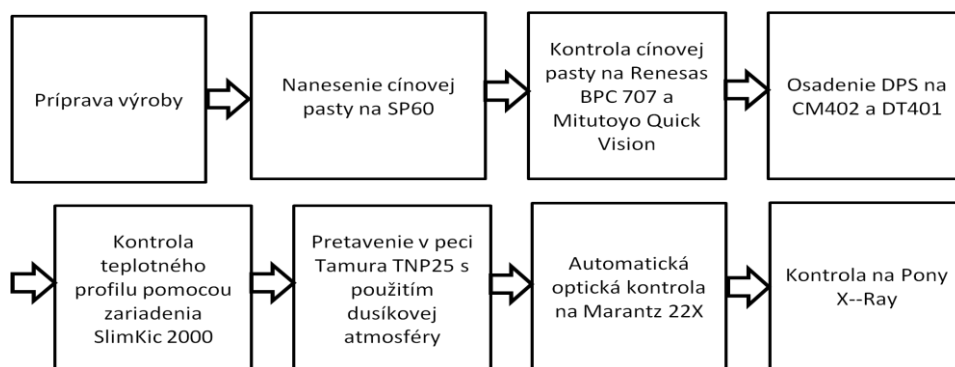 Príprava výroby
Nanesenie cínovej
pasty na SP60
Kontrola cínovej
pasty na Renesas
BPC 707 a
Mitutoyo Quick
Vision
Osadenie DPS na
CM402 a DT401
Kontrola
teplotného
profilu pomocou
zariadenia
SlimKic 2000
Pretavenie v peci
Tamura TNP25 s
použitím
dusíkovej
atmosféry
Automatická
optická kontrola
na Marantz 22X
Kontrola na Pony
X--Ray